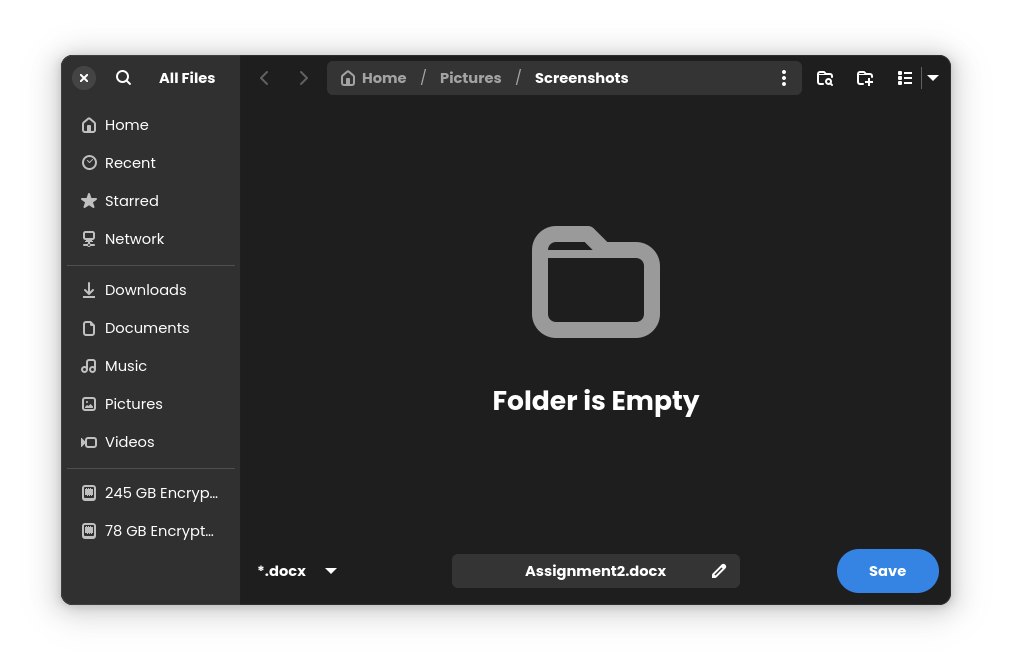 All Files
Home / Pictures / Screenshots
Home
Recent
Starred
Network
Downloads
Documents
Music
Pictures
Videos
245 GB Encryp…
78 GB Encrypt…
Folder is Empty
*.docx
Assignment2.docx
Save